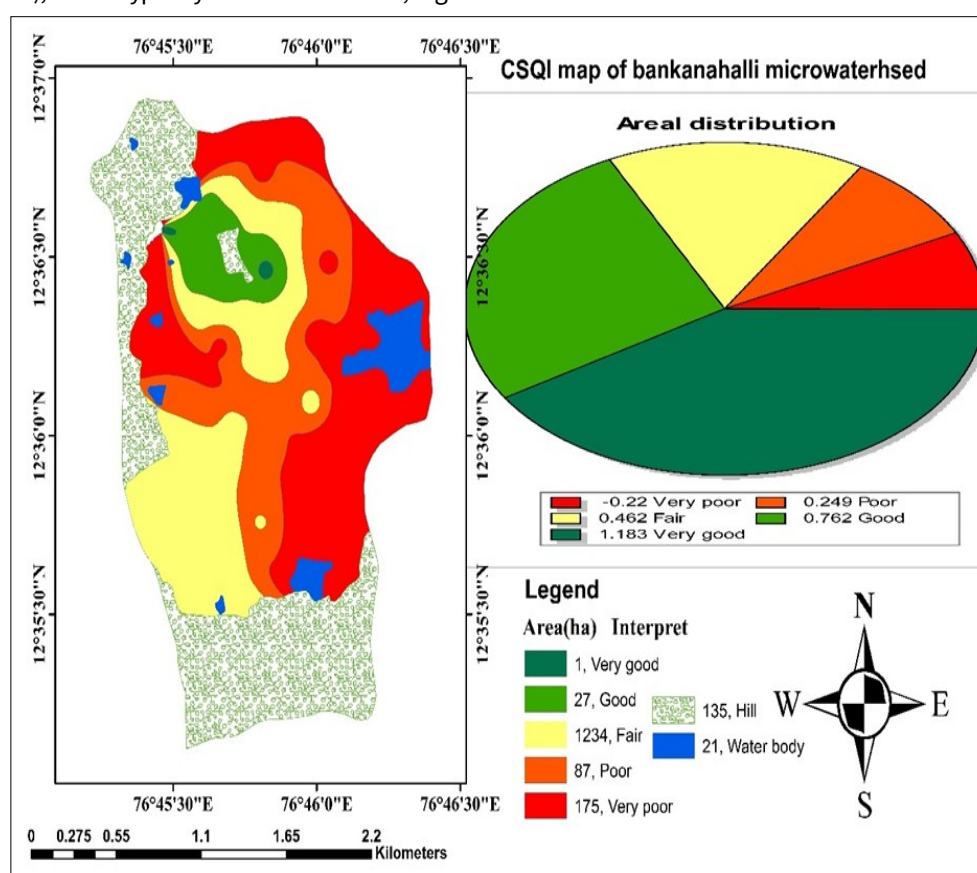 76°45'30"E 76°46'0"E 76°46'30"E
12°37'0"N
12°36'30"N
12°36'0"N
12°35'30"N
12°36'30"N
12°36'0"N
12°35'30"N
76°45'30"E 76°46'0"E 76°46'30"E
0 0.275 0.55 1.1 1.65 2.2
Kilometers
CSQI map of bankanahalli microwaterhsed
Areal distribution
-0.22 Very poor 0.249 Poor
0.462 Fair 0.762 Good
1.183 Very good
Legend
Area(ha) Interpret
1, Very good
27, Good
1234, Fair
87, Poor
175, Very poor
135, Hill
21, Water body
N
W E
S